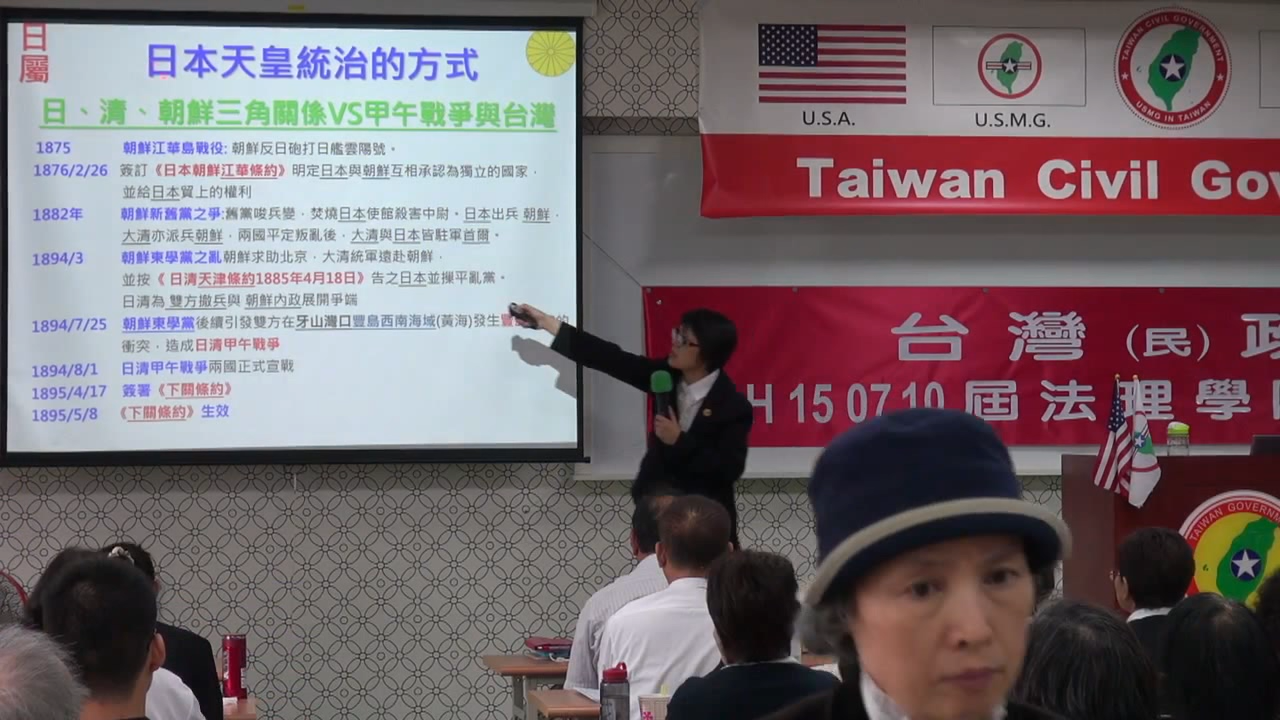 日屬
日本天皇統治的方式
日、清、朝鮮三角關係VS甲午戰爭與台灣
1875 朝鮮江華島戰役: 朝鮮反日砲打日艦雲陽號。
1876/2/26 簽訂《日本朝鮮江華條約》明定日本與朝鮮互相承認為獨立的國家,
並給日本貿上的權利
1882年 朝鮮新舊黨之爭:舊黨唆兵變,焚燒日本使館殺害中尉。日本出兵 朝鮮,
大清亦派兵朝鮮,兩國平定叛亂後,大清與日本皆駐軍首爾。
1894/3 朝鮮東學黨之亂朝鮮求助北京,大清統軍遠赴朝鮮,
並按《 日清天津條約1885年4月18日》告之日本並摷平亂黨。
日清為 雙方撤兵與 朝鮮內政展開爭端
1894/7/25 朝鮮東學黨後續引發雙方在牙山灣口豐島西南海域(黃海)發生豐 的
衝突,造成日清甲午戰爭
1894/8/1 日清甲午戰爭兩國正式宣戰
1895/4/17 簽署《下關條約》
1895/5/8 《下關條約》生效
U.S.A.
U.S.M.G.
TAIWAN CIVIL GOVERNMENT
USMG IN TAIWAN
Taiwan Civil Gov
台灣(民)政
H 15 07.10 屆法理學
TAIWAN GOVERNM